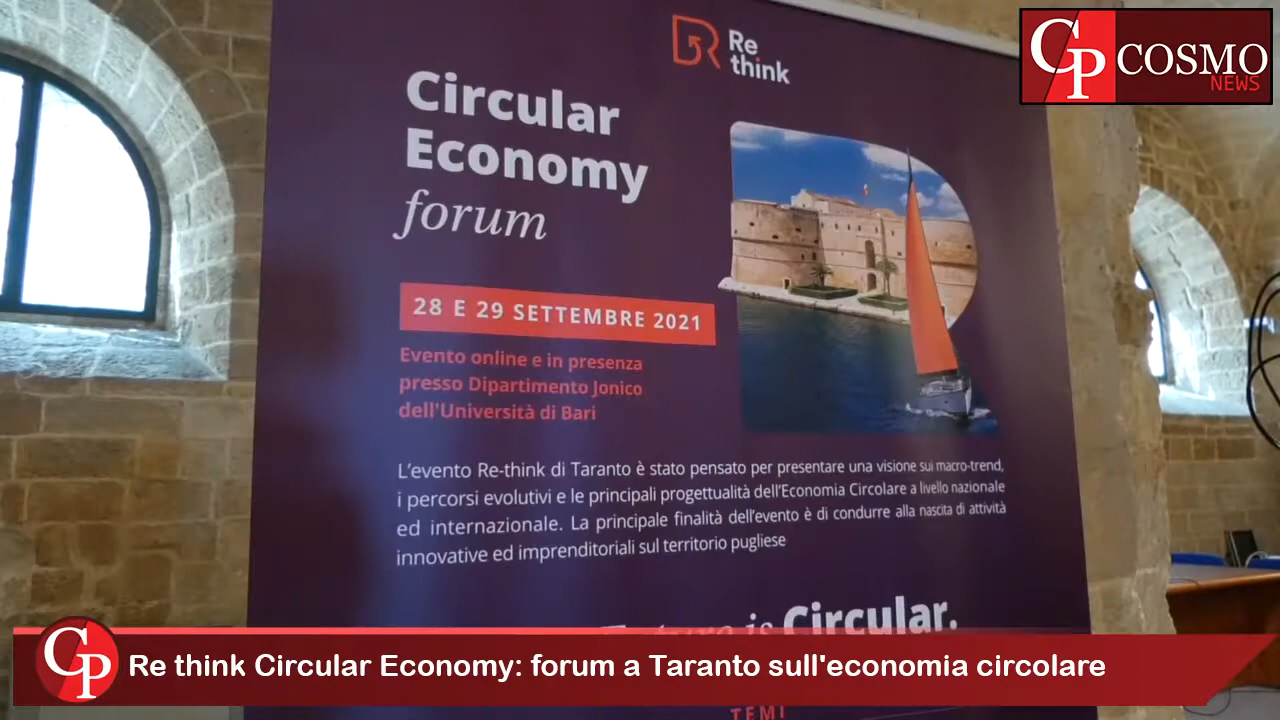 Re
think
CP COSMO
NEWS
Circular
Economy
forum
28 E 29 SETTEMBRE 2021
Evento online e in presenza
presso Dipartimento Jonico
dell'Università di Bari
L'evento Re-think di Taranto è stato pensato per presentare una visione sui macro-trend,
i percorsi evolutivi e le principali progettualità dell'Economia Circolare a livello nazionale
ed internazionale. La principale finalità dell'evento è di condurre alla nascita di attività
innovative ed imprenditoriali sul territorio pugliese
is Circular.
CP Re think Circular Economy: forum a Taranto sull'economia circolare
TEMI